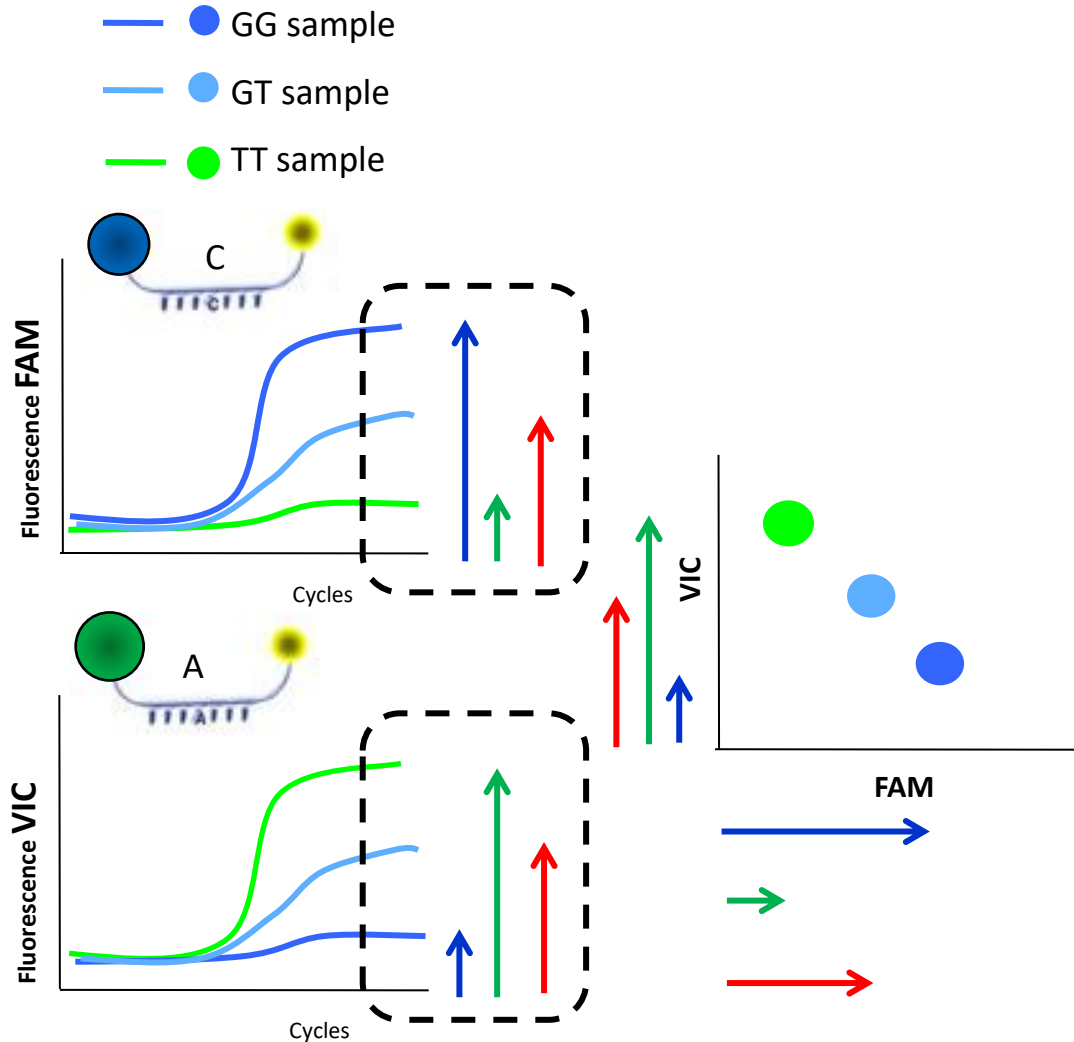 GG sample
GT sample
TT sample
C
C
Fluorescence FAM
Cycles
A
A
VIC
FAM
Fluorescence VIC
Cycles